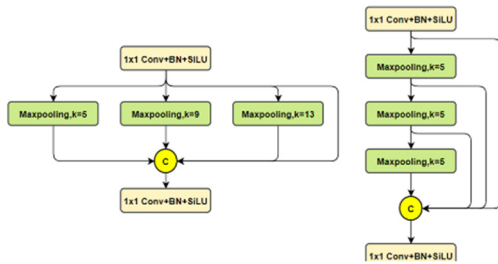 1x1 Conv+BN+SiLU
Maxpooling,k=5
Maxpooling,k=9
Maxpooling,k=13
C
1x1 Conv+BN+SiLU
1x1 Conv+BN+SiLU
Maxpooling,k=5
Maxpooling,k=5
Maxpooling,k=5
C
1x1 Conv+BN+SiLU